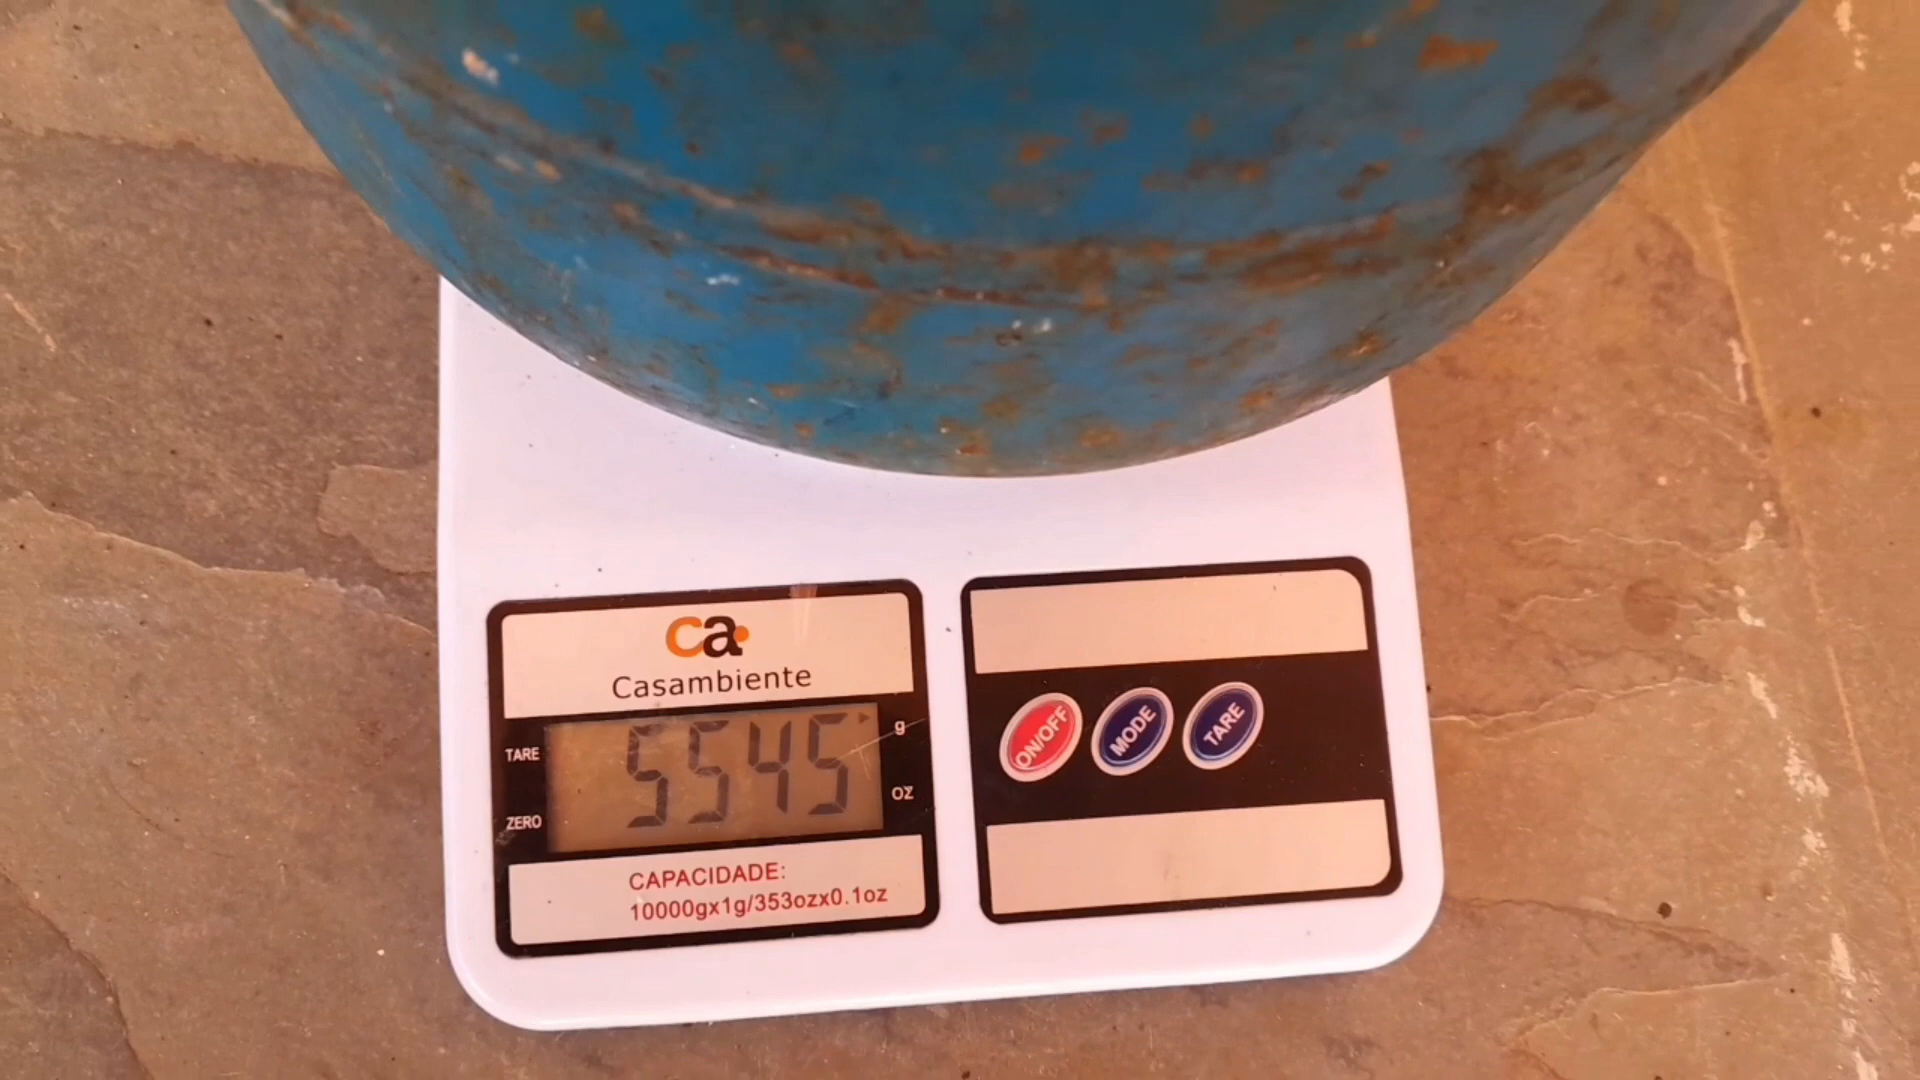 ca
Casambiente
TARE
ZERO
5545
g
oz
CAPACIDADE:
10000gx1g/353ozx0.1oz
ON/OFF
MODE
TARE